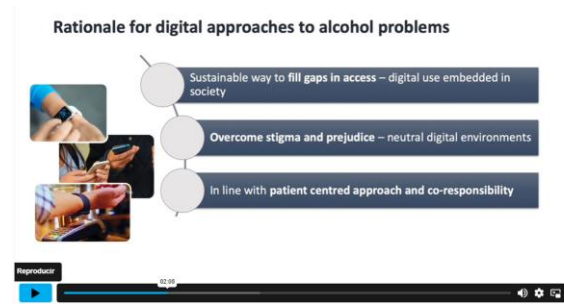 Rationale for digital approaches to alcohol problems
Sustainable way to fill gaps in access – digital use embedded in
society
Overcome stigma and prejudice – neutral digital environments
In line with patient centred approach and co-responsibility
Reproducir
02:06